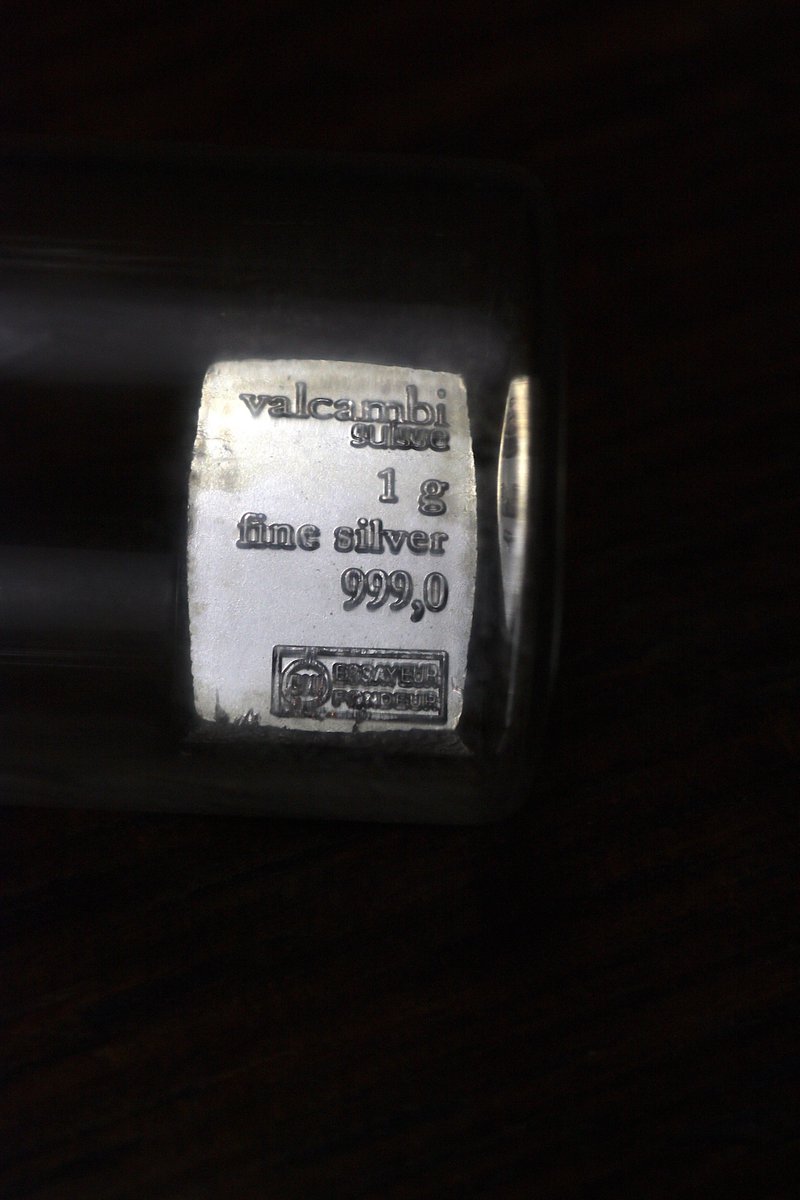 valcambi
suisse
1 g
fine silver
999,0
ESSAYEUR
FONDEUR